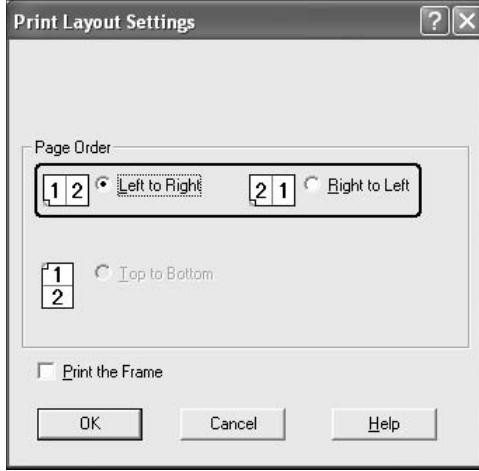 Print Layout Settings
Page Order
1 2 Left to Right 2 1 Right to Left
1
2
Top to Bottom
Print the Frame
OK Cancel Help